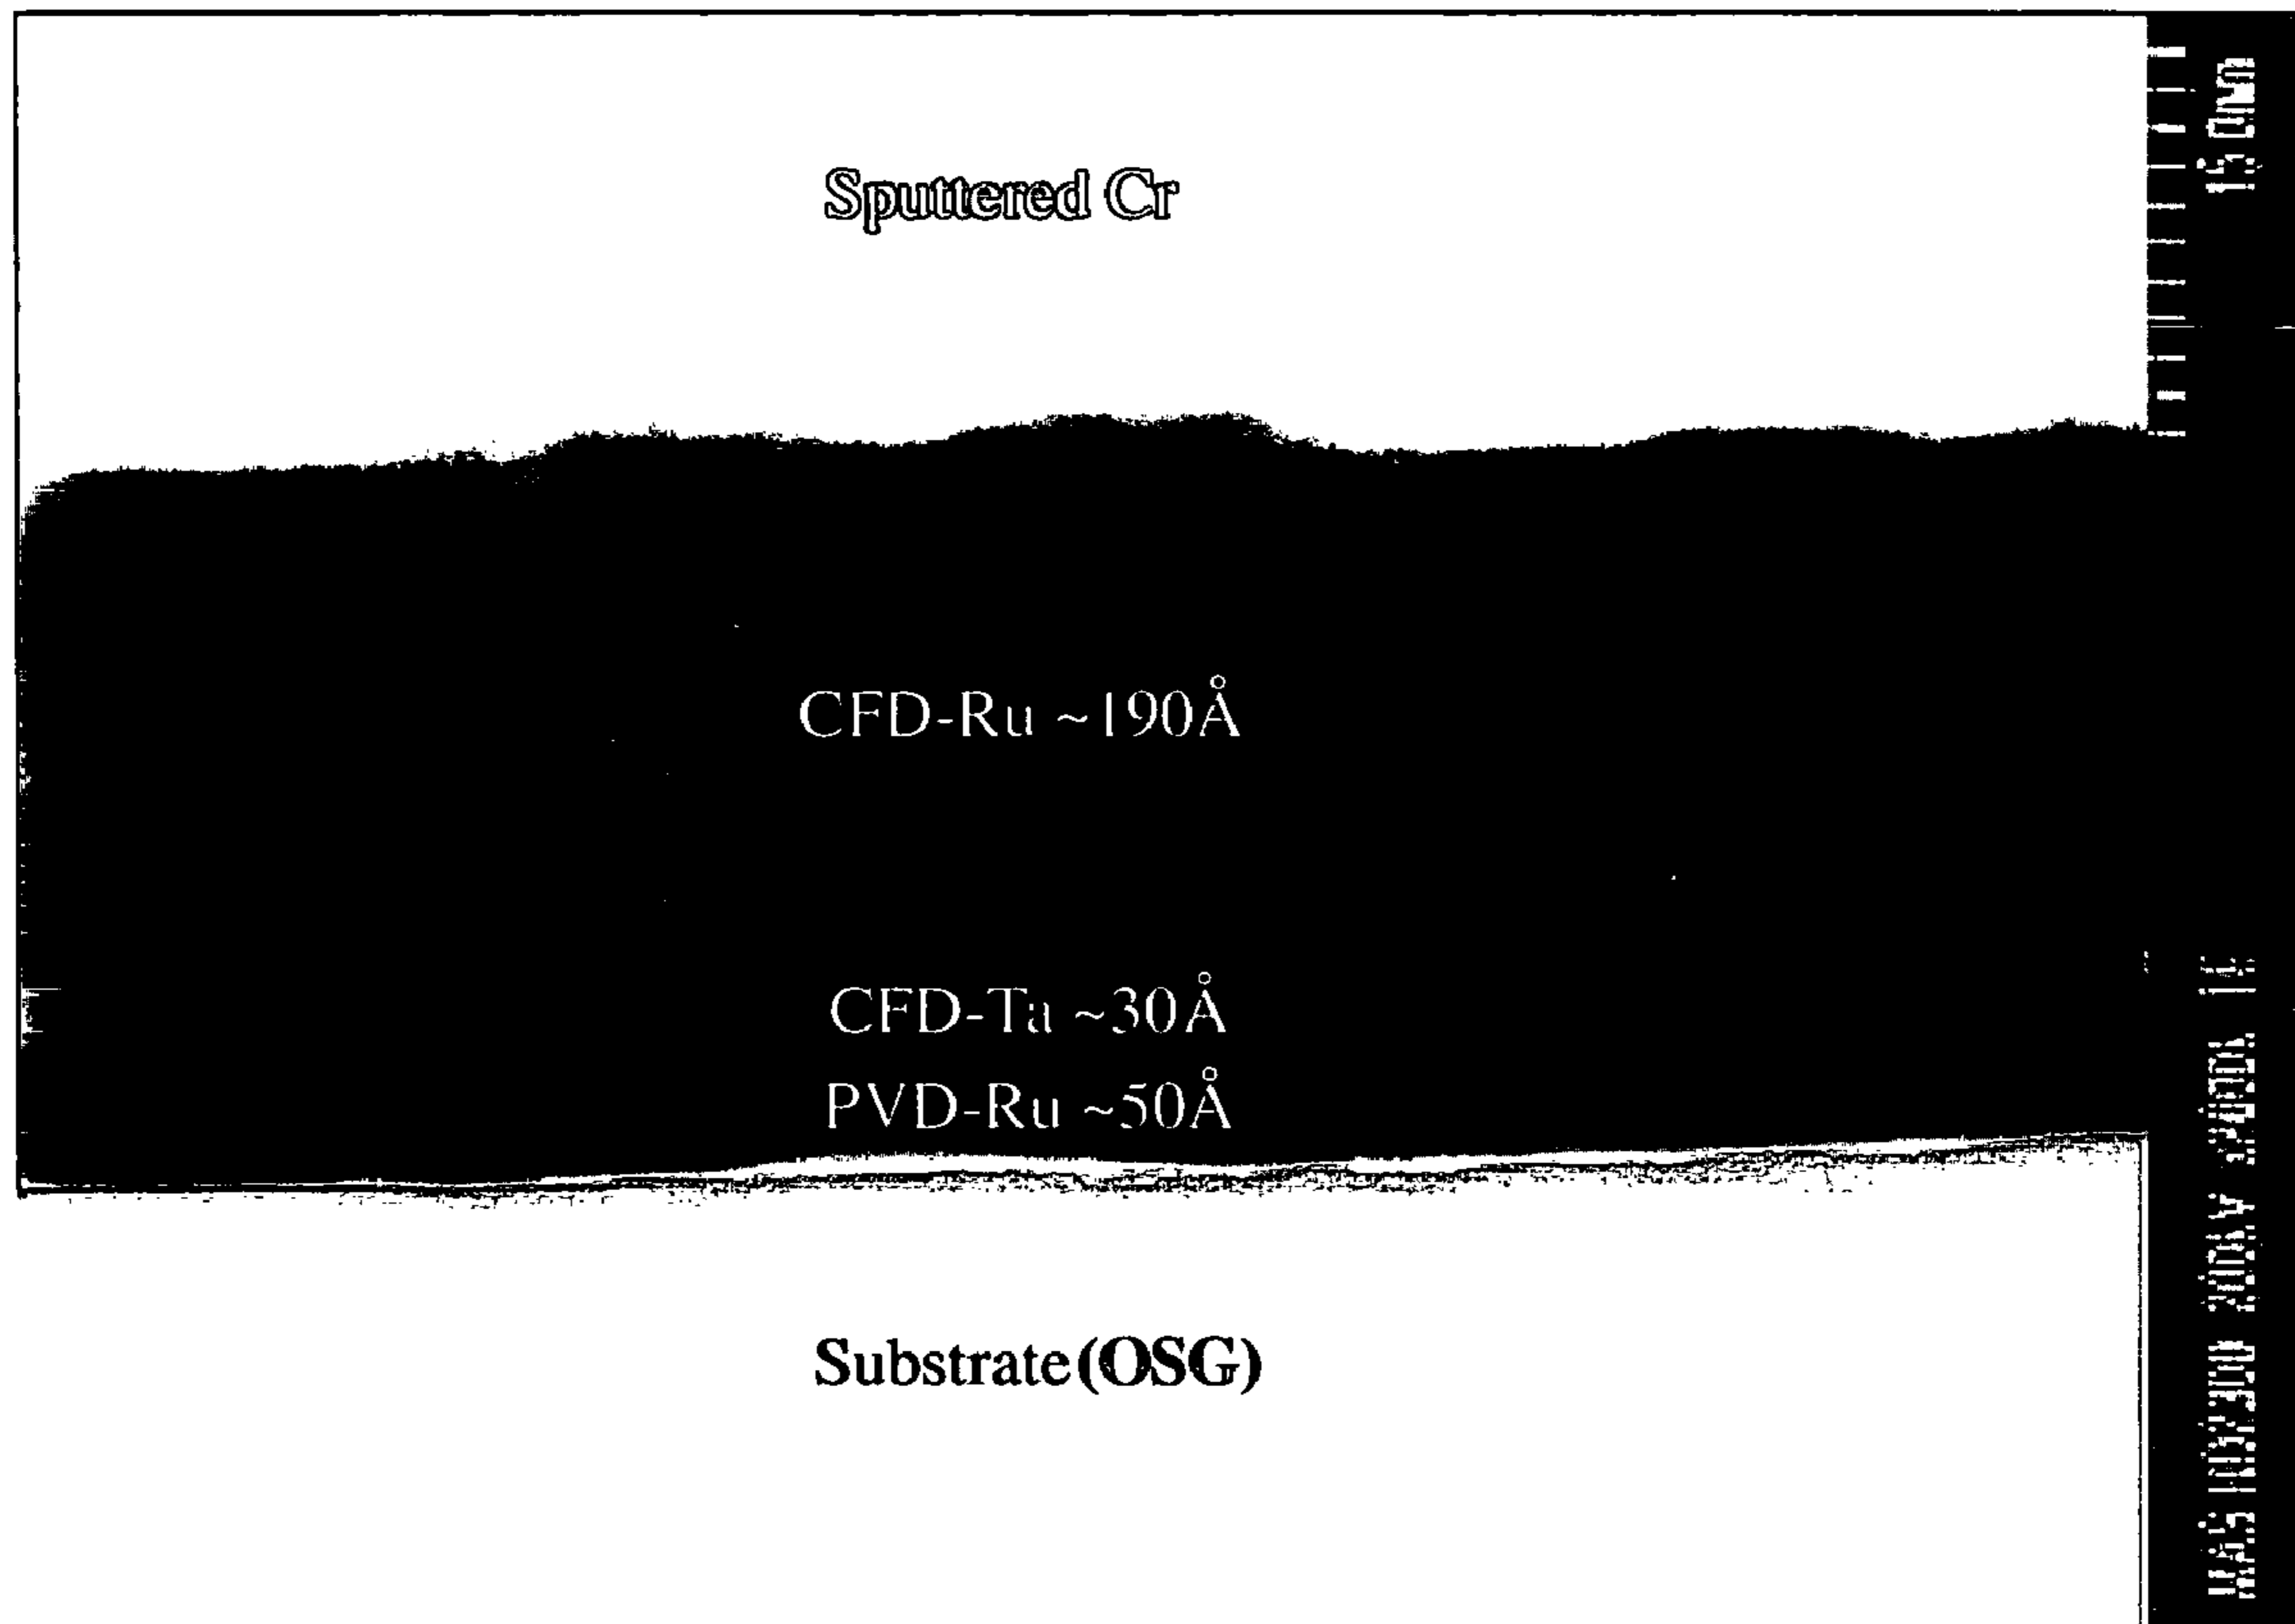 Sputtered Cr
CFD-Ru ~190Å
CFD-Ta ~30Å
PVD-Ru ~50Å
Substrate(OSG)
15.0nm